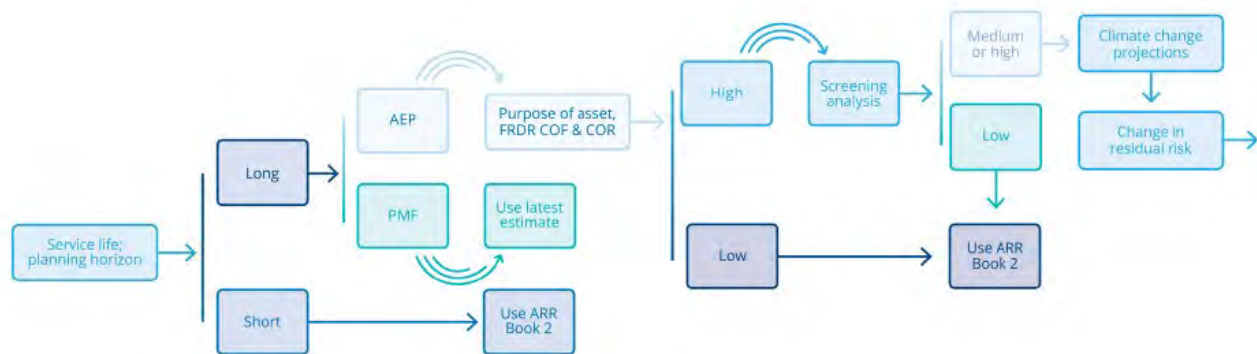 Service life;
planning horizon
Long
Short
AEP
PMF
Purpose of asset,
FRDR COF & COR
Use latest
estimate
Use ARR
Book 2
High
Low
Screening
analysis
Medium
or high
Low
Climate change
projections
Change in
residual risk
Use ARR
Book 2